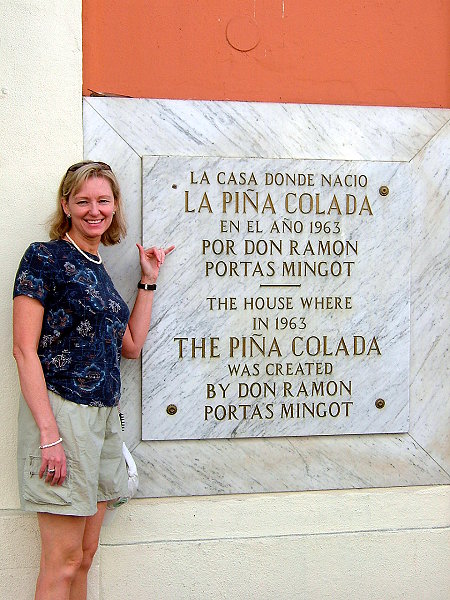 LA CASA DONDE NACIO
LA PIÑA COLADA
EN EL AÑO 1963
POR DON RAMON
PORTAS MINGOT
THE HOUSE WHERE
IN 1963
THE PIÑA COLADA
WAS CREATED
BY DON RAMON
PORTAS MINGOT